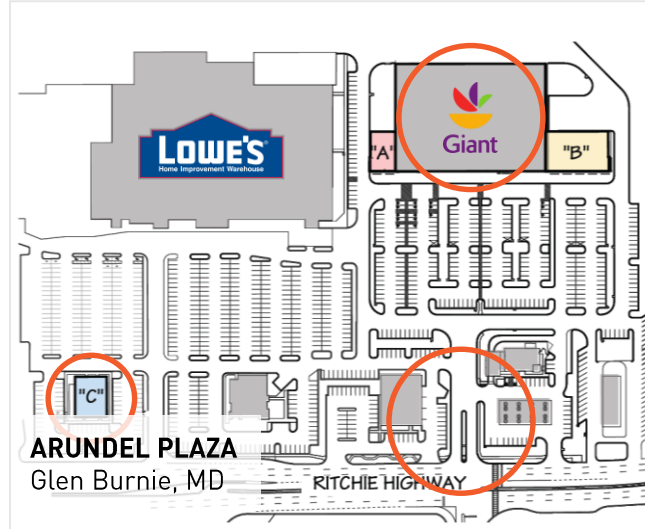 LOWE'S
Home Improvement Warehouse
Giant
"A"
"B"
"C"
ARUNDEL PLAZA
Glen Burnie, MD
RITCHIE HIGHWAY